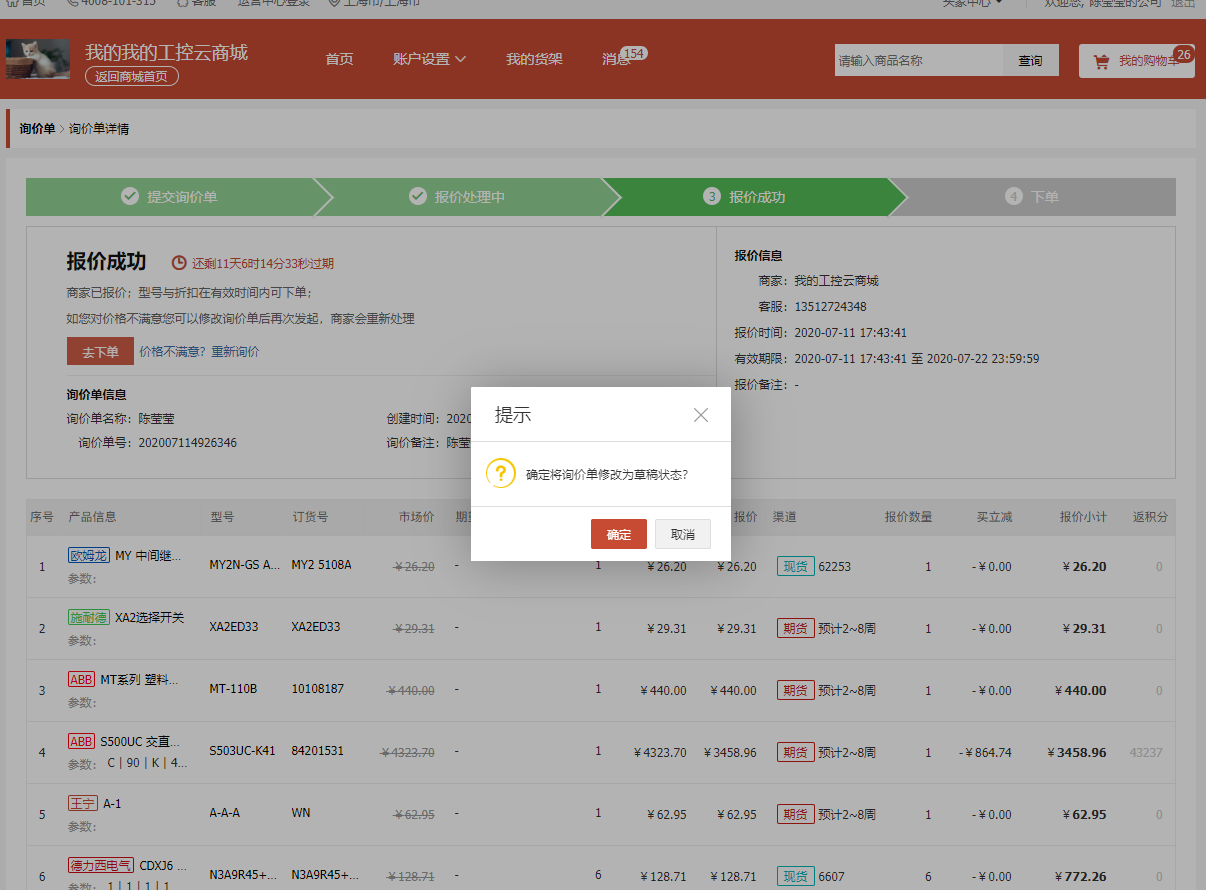 首页 4008-101-315 客服 运营中心登录 上海市/上海市 买家中心 欢迎您, 陈莹莹的公司 退出
我的我的工控云商城
返回商城首页
首页 账户设置 我的货架 消息 154
请输入商品名称 查询 我的购物车 26
询价单 > 询价单详情
提交询价单 报价处理中 3 报价成功 4 下单
报价成功 还剩11天6时14分33秒过期
商家已报价；型号与折扣在有效时间内可下单；
如您对价格不满意您可以修改询价单后再次发起，商家会重新处理
去下单 价格不满意？重新询价
询价单信息
询价单名称： 陈莹莹 创建时间： 2020
询价单号： 202007114926346 询价备注： 陈莹
报价信息
商家： 我的工控云商城
客服： 13512724348
报价时间： 2020-07-11 17:43:41
有效期限： 2020-07-11 17:43:41 至 2020-07-22 23:59:59
报价备注： -
提示
确定将询价单修改为草稿状态？
确定 取消
序号 产品信息 型号 订货号 市场价 报价 渠道 报价数量 买立减 报价小计 返积分
1 欧姆龙 MY 中间继... MY2N-GS A... MY2 5108A ￥26.20 - 1 ￥26.20 ￥26.20 现货 62253 1 -￥0.00 ￥26.20 0
参数:
2 施耐德 XA2选择开关 XA2ED33 XA2ED33 ￥29.31 - 1 ￥29.31 ￥29.31 期货 预计2~8周 1 -￥0.00 ￥29.31 0
参数:
3 ABB MT系列 塑料... MT-110B 10108187 ￥440.00 - 1 ￥440.00 ￥440.00 期货 预计2~8周 1 -￥0.00 ￥440.00 0
参数:
4 ABB S500UC 交直... S503UC-K41 84201531 ￥4323.70 - 1 ￥4323.70 ￥3458.96 期货 预计2~8周 1 -￥864.74 ￥3458.96 43237
参数: C | 90 | K | 4...
5 王宁 A-1 A-A-A WN ￥62.95 - 1 ￥62.95 ￥62.95 期货 预计2~8周 1 -￥0.00 ￥62.95 0
参数:
6 德力西电气 CDXJ6 ... N3A9R45+... N3A9R45+... ￥128.71 - 6 ￥128.71 ￥128.71 现货 6607 6 -￥0.00 ￥772.26 0
参数: 1 | 1 | 1 | 1